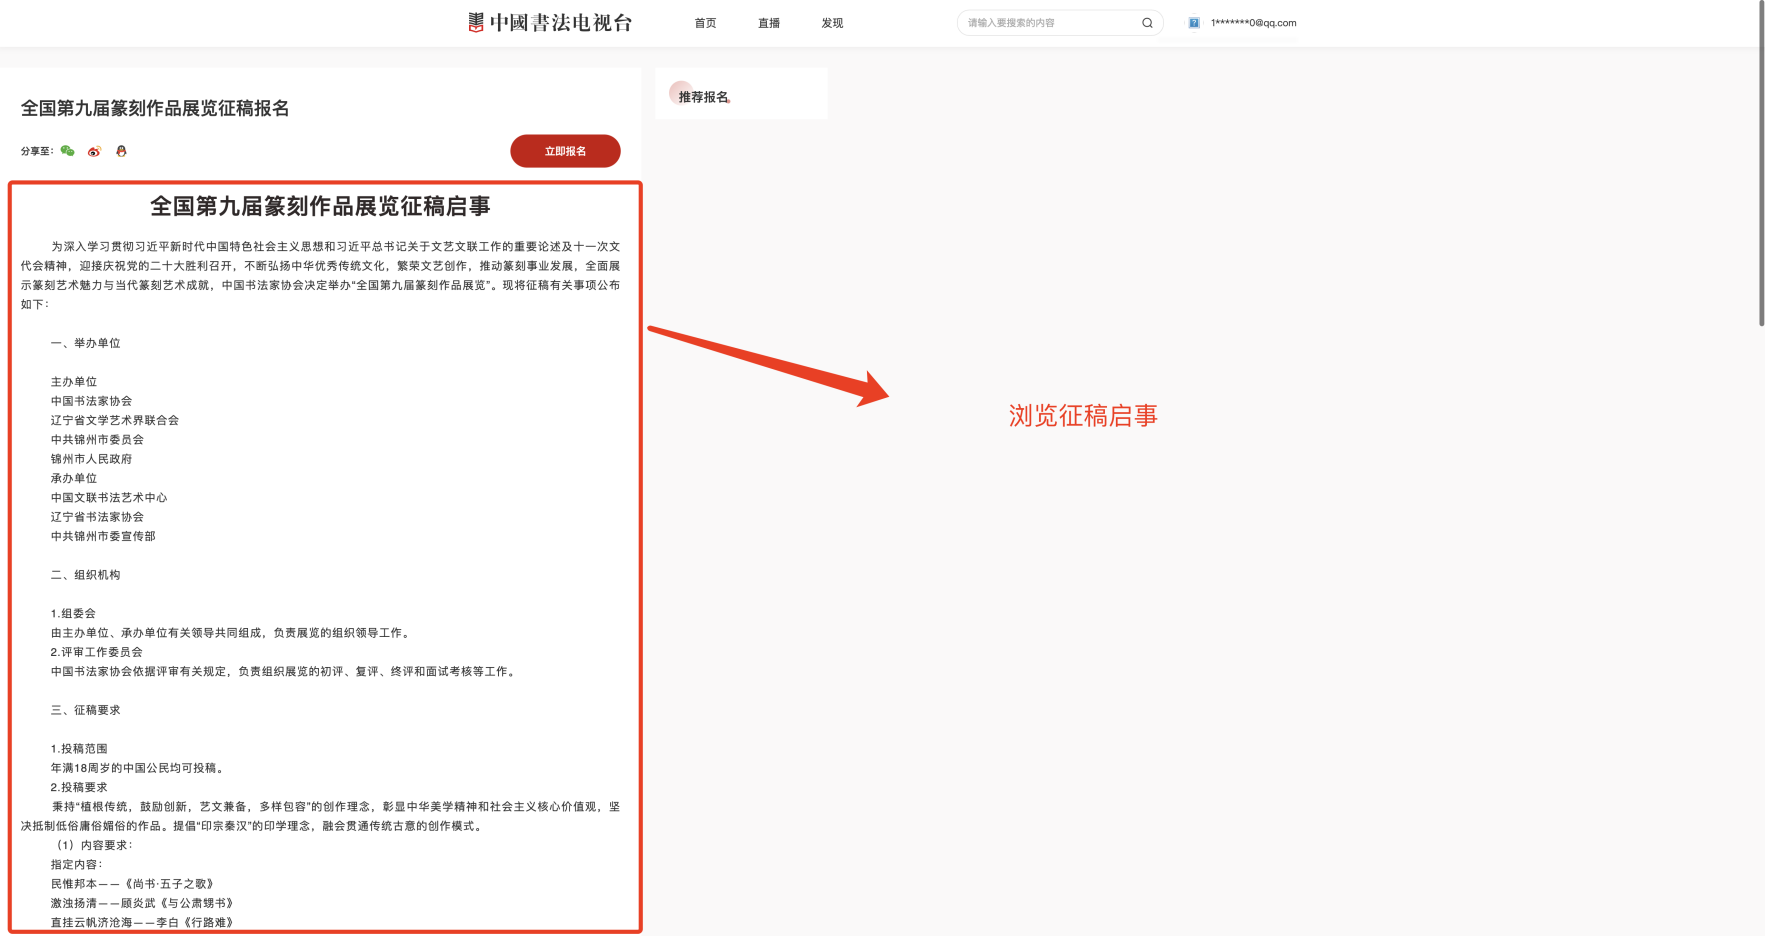 中國書法电视台
首页
直播
发现
请输入要搜索的内容
1*******0@qq.com
全国第九届篆刻作品展览征稿报名
推荐报名
分享至:
立即报名
全国第九届篆刻作品展览征稿启事
为深入学习贯彻习近平新时代中国特色社会主义思想和习近平总书记关于文艺文联工作的重要论述及十一次文
代会精神，迎接庆祝党的二十大胜利召开，不断弘扬中华优秀传统文化，繁荣文艺创作，推动篆刻事业发展，全面展
示篆刻艺术魅力与当代篆刻艺术成就，中国书法家协会决定举办“全国第九届篆刻作品展览”。现将征稿有关事项公布
如下：
一、举办单位
主办单位
中国书法家协会
辽宁省文学艺术界联合会
中共锦州市委员会
锦州市人民政府
承办单位
中国文联书法艺术中心
辽宁省书法家协会
中共锦州市委宣传部
浏览征稿启事
二、组织机构
1.组委会
由主办单位、承办单位有关领导共同组成，负责展览的组织领导工作。
2.评审工作委员会
中国书法家协会依据评审有关规定，负责组织展览的初评、复评、终评和面试考核等工作。
三、征稿要求
1.投稿范围
年满18周岁的中国公民均可投稿。
2.投稿要求
秉持“植根传统，鼓励创新，艺文兼备，多样包容”的创作理念，彰显中华美学精神和社会主义核心价值观，坚
决抵制低俗庸俗媚俗的作品。提倡“印宗秦汉”的印学理念，融会贯通传统古意的创作模式。
（1）内容要求：
指定内容：
民惟邦本——《尚书·五子之歌》
激浊扬清——顾炎武《与公肃甥书》
直挂云帆济沧海——李白《行路难》